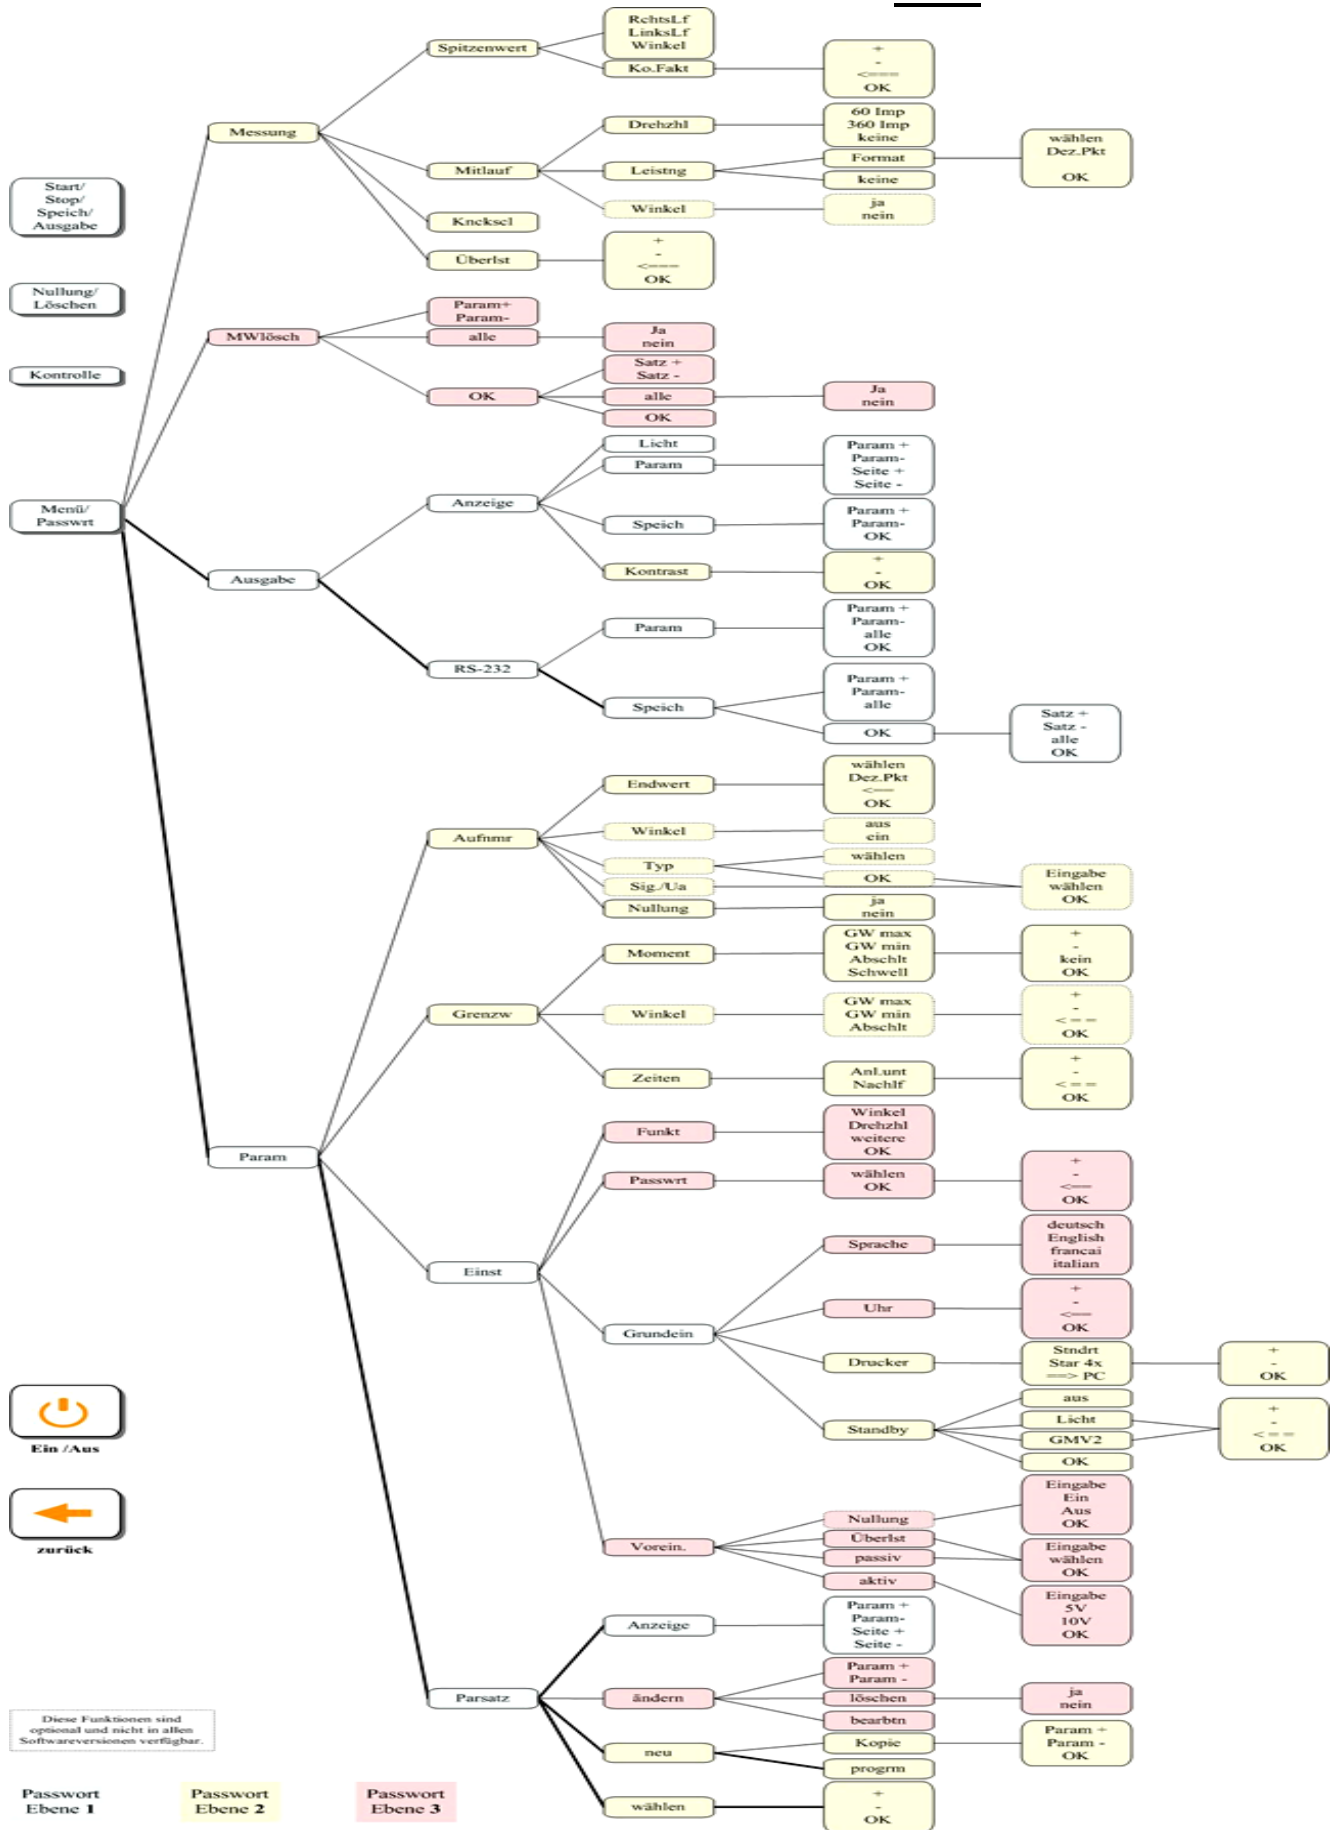 Start/
Stop/
Speich/
Ausgabe
Nullung/
Löschen
Kontrolle
Menü/
Passwrt
Messung
Spitzenwert
RchtsLf
LinksLf
Winkel
Ko.Fakt
+
-
<===
OK
Mitlauf
Drehzhl
60 Imp
360 Imp
keine
Leistng
Format
wählen
Dez.Pkt
OK
keine
Winkel
ja
nein
Kncksel
Überlst
+
-
<===
OK
MWlösch
Param+
Param-
alle
Ja
nein
OK
Satz +
Satz -
alle
Ja
nein
OK
Ausgabe
Anzeige
Licht
Param
Param +
Param-
Seite +
Seite -
Speich
Param +
Param-
OK
Kontrast
+
-
OK
RS-232
Param
Param +
Param-
alle
OK
Speich
Param +
Param-
alle
OK
Satz +
Satz -
alle
OK
Param
Aufnmr
Endwert
wählen
Dez.Pkt
<==
OK
Winkel
aus
ein
Typ
wählen
OK
Sig./Ua
Eingabe
wählen
OK
Nullung
ja
nein
Grenzw
Moment
GW max
GW min
Abschlt
Schwell
+
-
kein
OK
Winkel
GW max
GW min
Abschlt
+
-
< = =
OK
Zeiten
Anl.unt
Nachlf
+
-
< = =
OK
Einst
Funkt
Winkel
Drehzhl
weitere
OK
Passwrt
wählen
OK
+
-
<==
OK
Grundein
Sprache
deutsch
English
francai
italian
Uhr
+
-
<==
OK
Drucker
Stndrt
Star 4x
==> PC
+
-
OK
Standby
aus
Licht
GMV2
OK
+
-
< = =
OK
Vorein.
Nullung
Eingabe
Ein
Aus
OK
Überlst
passiv
Eingabe
wählen
OK
aktiv
Eingabe
5V
10V
OK
Parsatz
Anzeige
Param +
Param-
Seite +
Seite -
ändern
Param +
Param -
löschen
ja
nein
bearbtn
neu
Kopie
Param +
Param -
OK
progrm
wählen
+
-
OK
Ein /Aus
zurück
Diese Funktionen sind
optional und nicht in allen
Softwareversionen verfügbar.
Passwort
Ebene 1
Passwort
Ebene 2
Passwort
Ebene 3